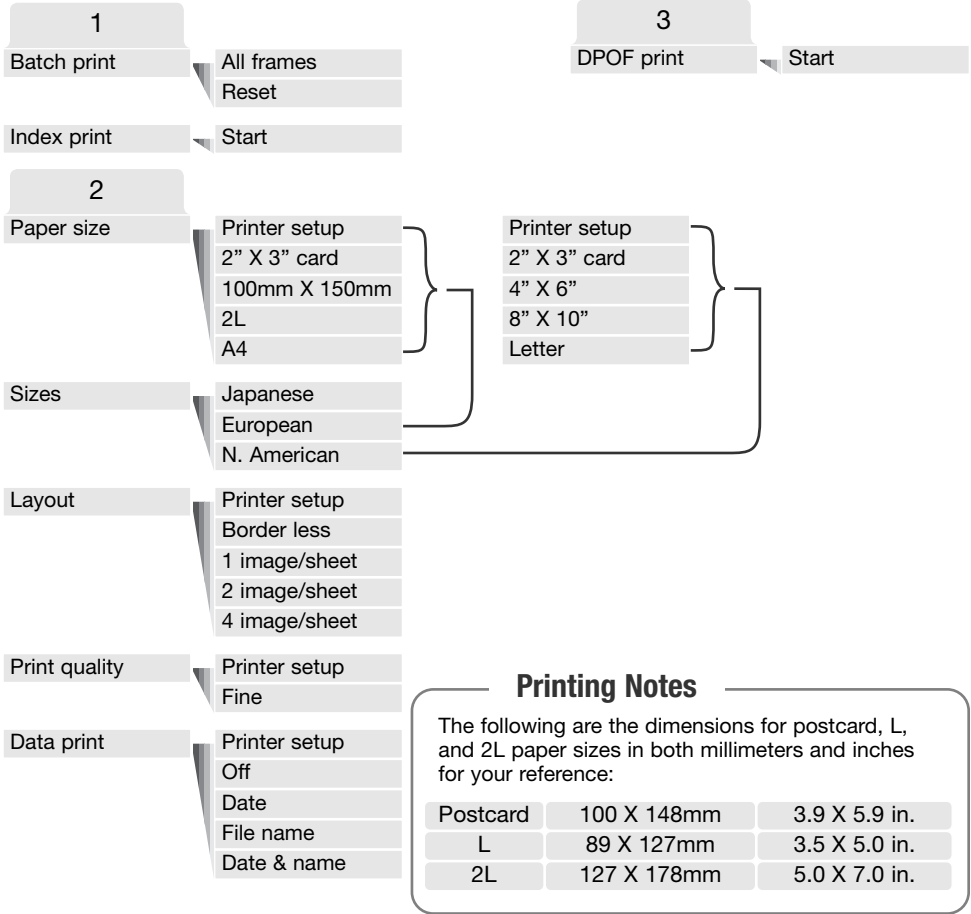 1
Batch print
All frames
Reset
Index print
Start
2
Paper size
Printer setup
2” X 3” card
100mm X 150mm
2L
A4
Printer setup
2” X 3” card
4” X 6”
8” X 10”
Letter
Sizes
Japanese
European
N. American
Layout
Printer setup
Border less
1 image/sheet
2 image/sheet
4 image/sheet
Print quality
Printer setup
Fine
Data print
Printer setup
Off
Date
File name
Date & name
3
DPOF print
Start
Printing Notes
The following are the dimensions for postcard, L,
and 2L paper sizes in both millimeters and inches
for your reference:
Postcard 100 X 148mm 3.9 X 5.9 in.
L 89 X 127mm 3.5 X 5.0 in.
2L 127 X 178mm 5.0 X 7.0 in.